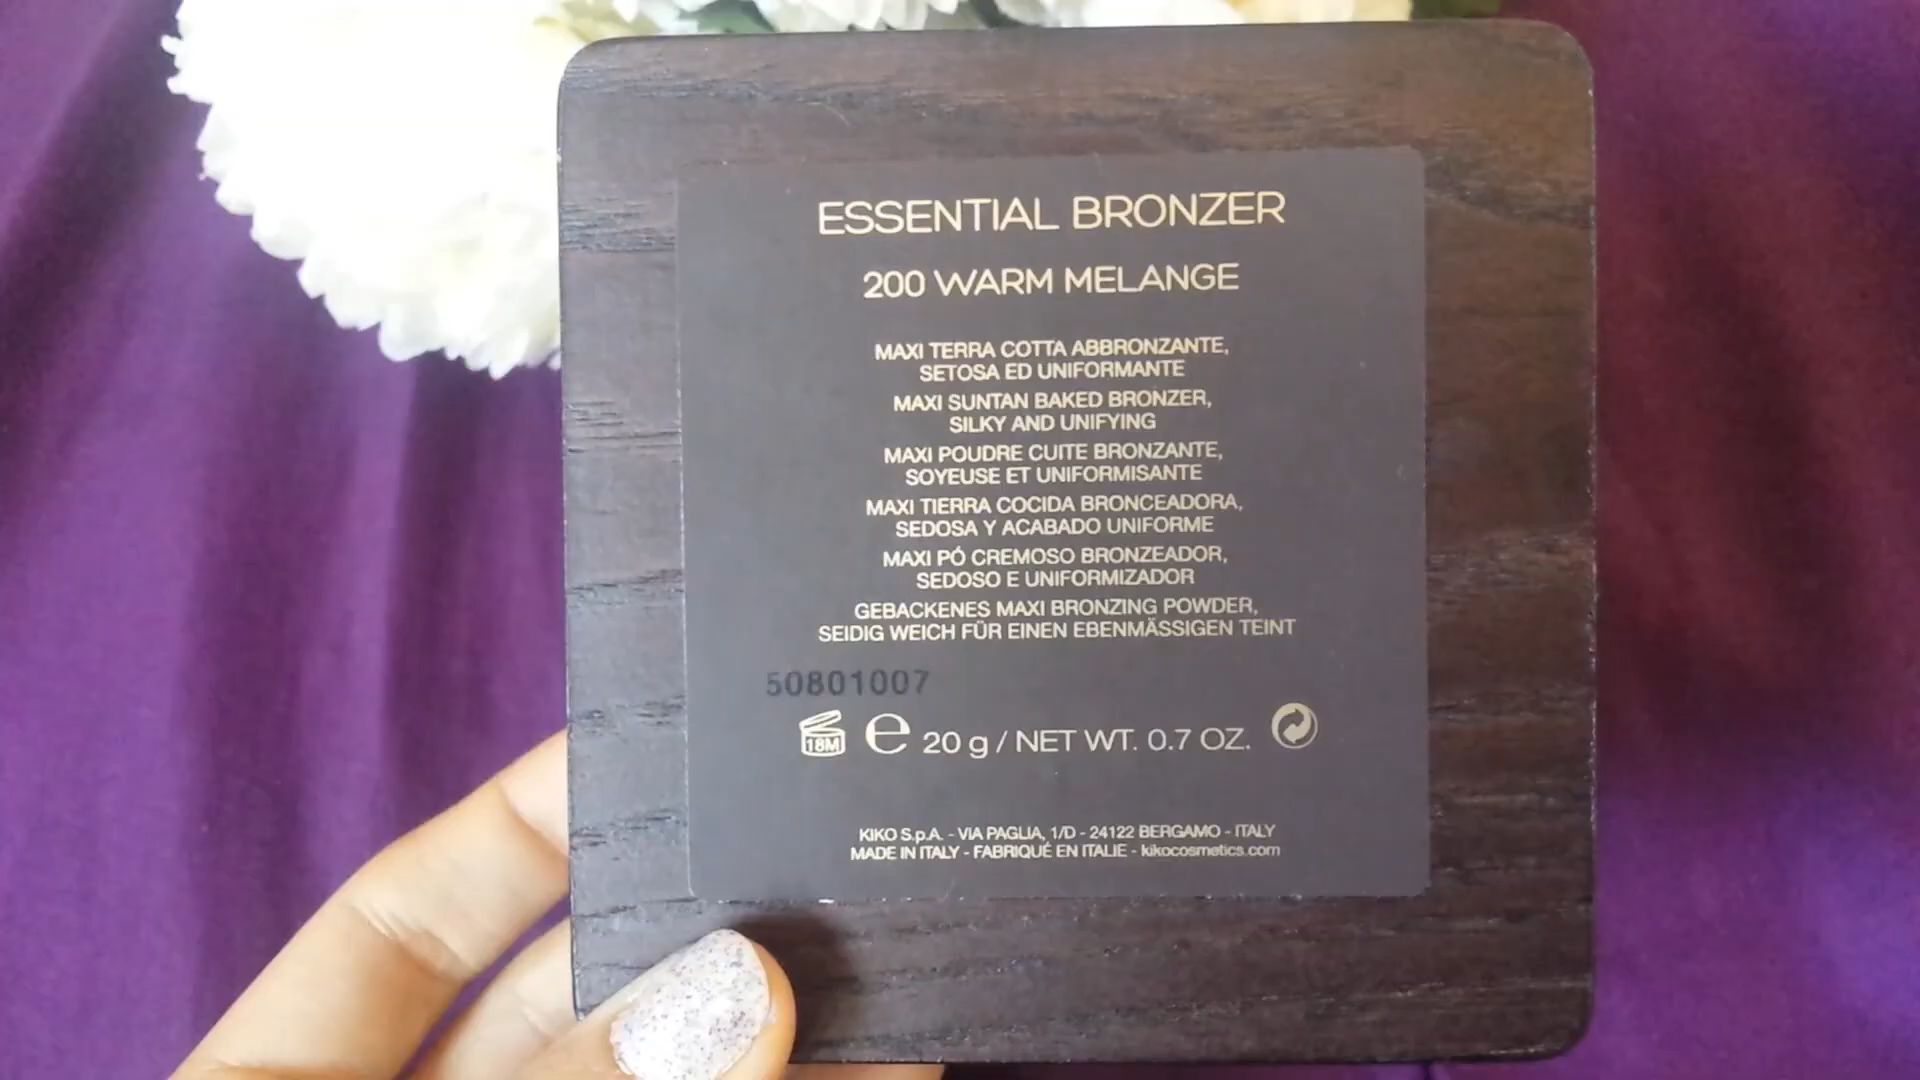 ESSENTIAL BRONZER
200 WARM MELANGE
MAXI TERRA COTTA ABBRONZANTE,
SETOSA ED UNIFORMANTE
MAXI SUNTAN BAKED BRONZER,
SILKY AND UNIFYING
MAXI POUDRE CUITE BRONZANTE,
SOYEUSE ET UNIFORMISANTE
MAXI TIERRA COCIDA BRONCEADORA,
SEDOSA Y ACABADO UNIFORME
MAXI PÓ CREMOSO BRONZEADOR,
SEDOSO E UNIFORMIZADOR
GEBACKENES MAXI BRONZING POWDER,
SEIDIG WEICH FÜR EINEN EBENMÄSSIGEN TEINT
50801007
18M e 20 g / NET WT. 0.7 OZ.
KIKO S.p.A. - VIA PAGLIA, 1/D - 24122 BERGAMO - ITALY
MADE IN ITALY - FABRIQUÉ EN ITALIE - kikocosmetics.com